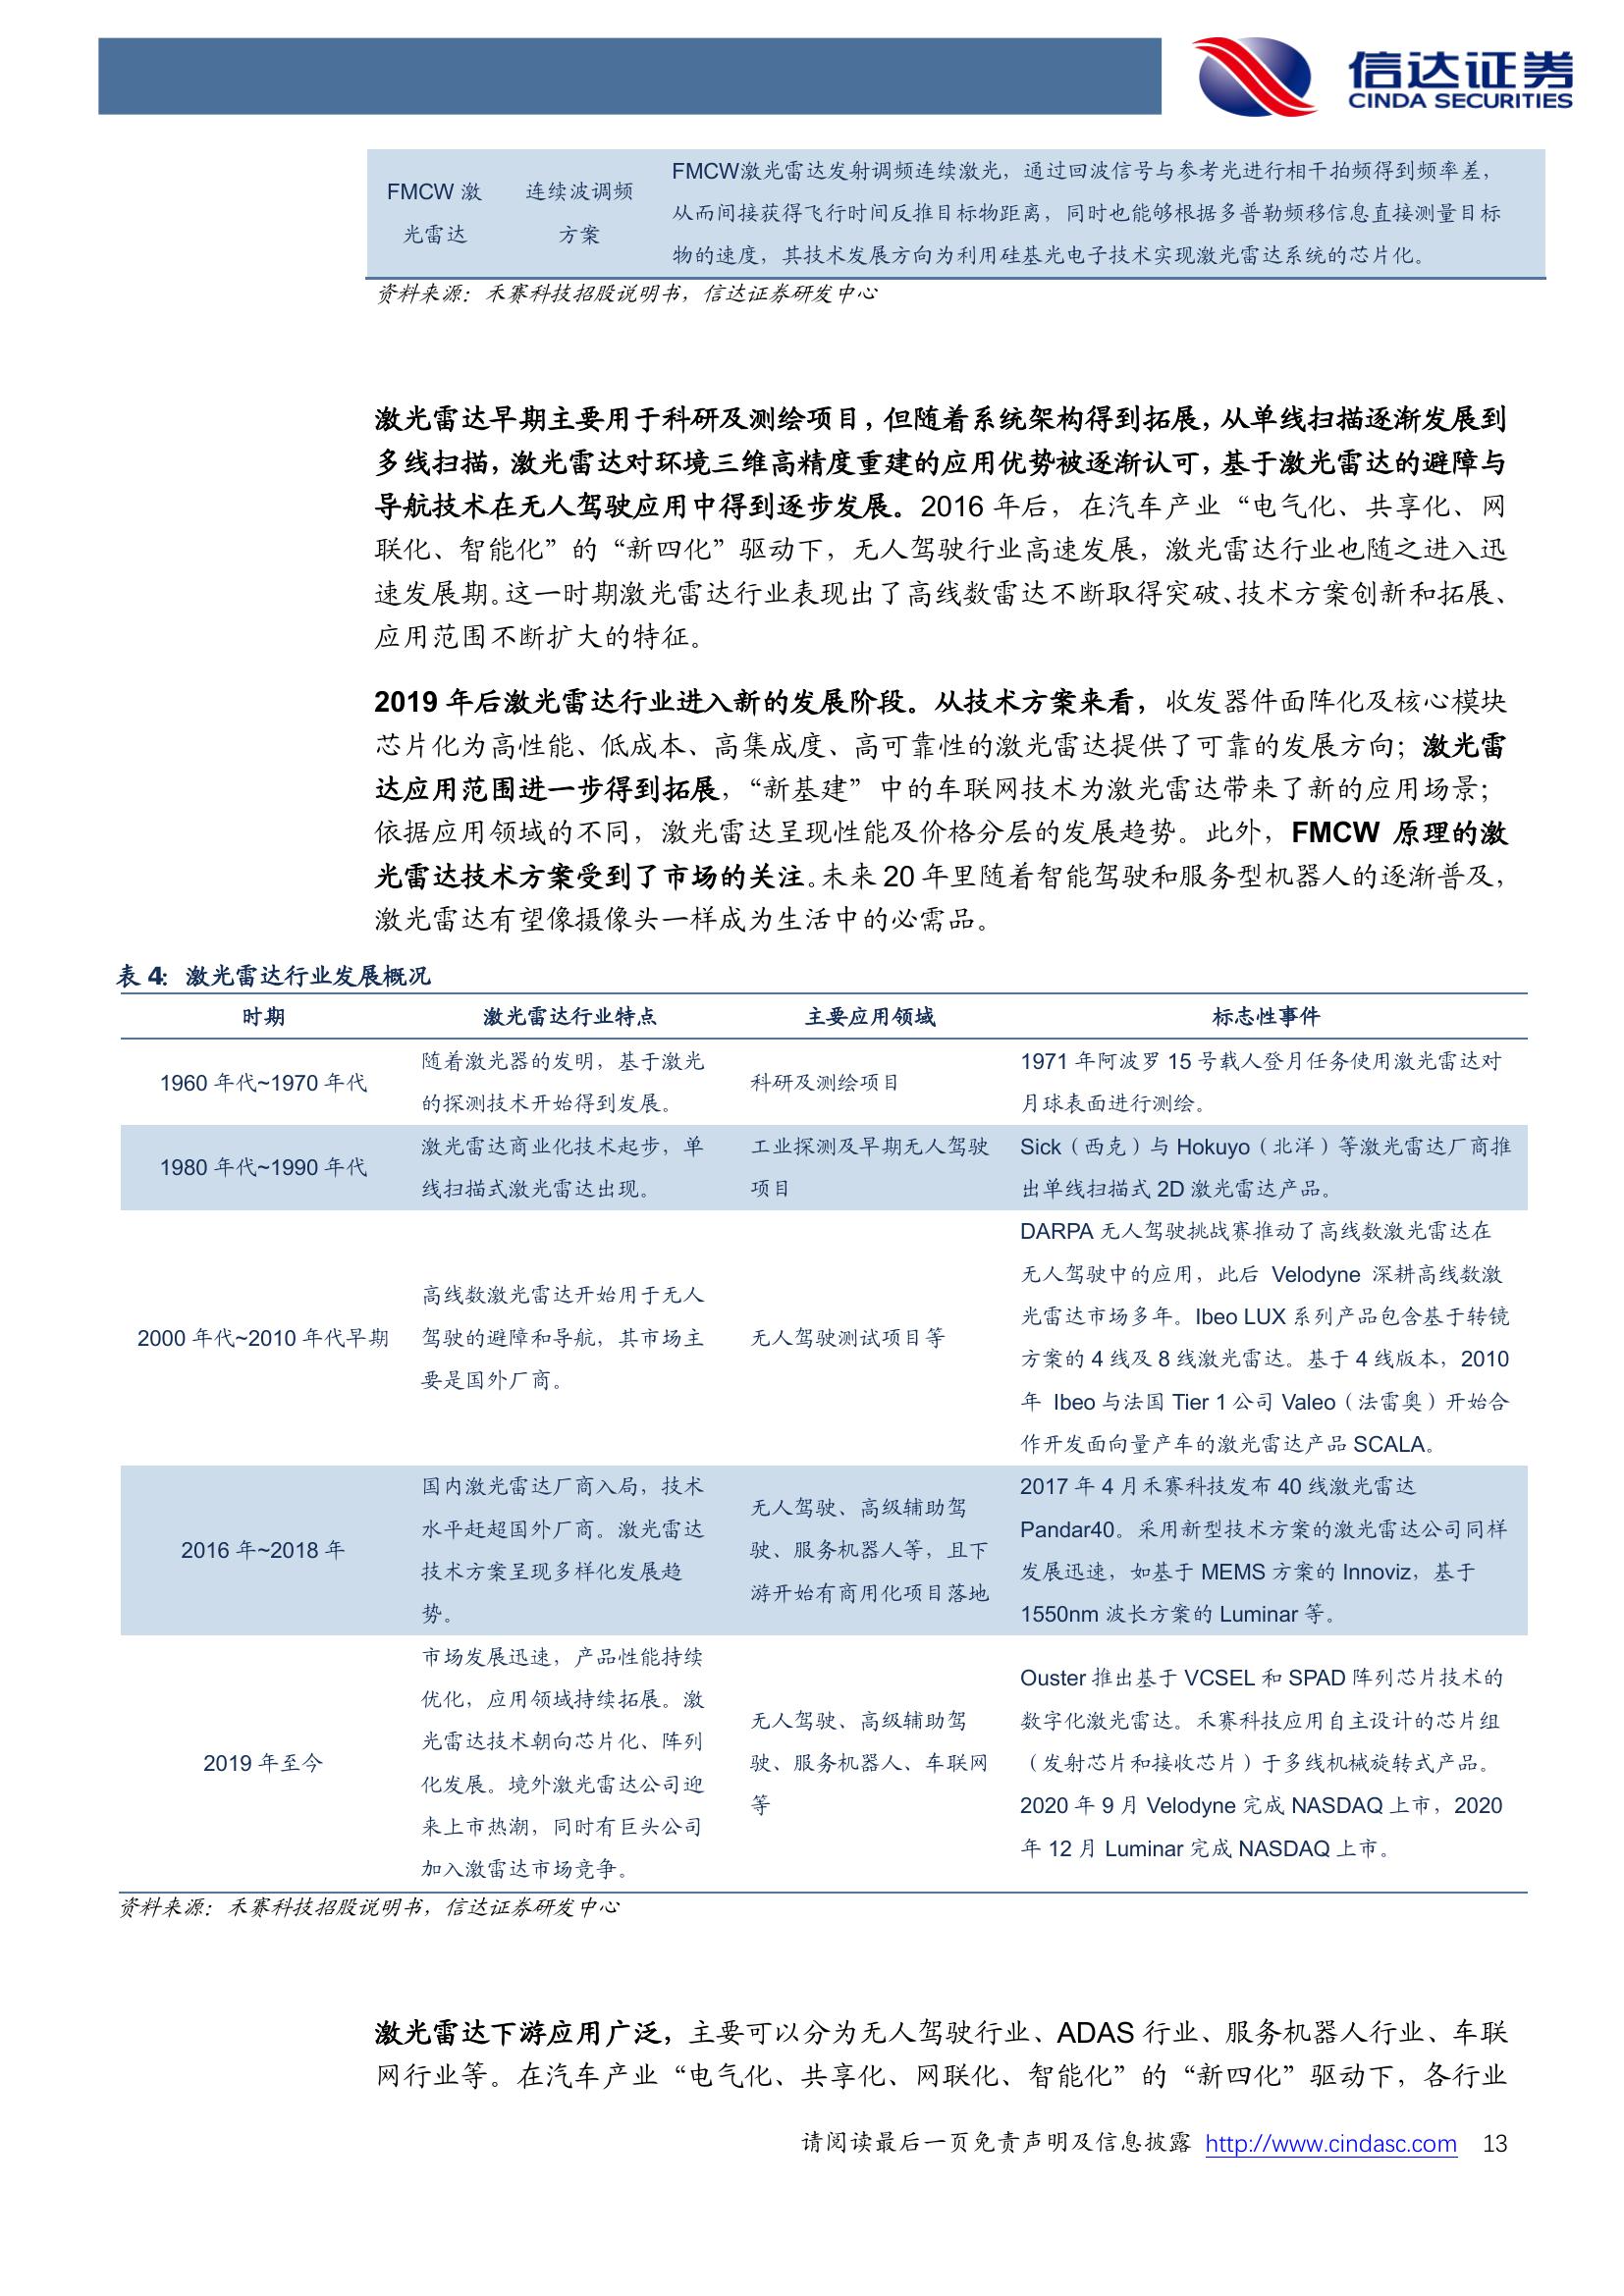 信达证券
CINDA SECURITIES
FMCW 激
光雷达
连续波调频
方案
FMCW激光雷达发射调频连续激光，通过回波信号与参考光进行相干拍频得到频率差，
从而间接获得飞行时间反推目标物距离，同时也能够根据多普勒频移信息直接测量目标
物的速度，其技术发展方向为利用硅基光电子技术实现激光雷达系统的芯片化。
资料来源：禾赛科技招股说明书，信达证券研发中心
激光雷达早期主要用于科研及测绘项目，但随着系统架构得到拓展，从单线扫描逐渐发展到
多线扫描，激光雷达对环境三维高精度重建的应用优势被逐渐认可，基于激光雷达的避障与
导航技术在无人驾驶应用中得到逐步发展。2016 年后，在汽车产业“电气化、共享化、网
联化、智能化”的“新四化”驱动下，无人驾驶行业高速发展，激光雷达行业也随之进入迅
速发展期。这一时期激光雷达行业表现出了高线数雷达不断取得突破、技术方案创新和拓展、
应用范围不断扩大的特征。
2019 年后激光雷达行业进入新的发展阶段。从技术方案来看，收发器件面阵化及核心模块
芯片化为高性能、低成本、高集成度、高可靠性的激光雷达提供了可靠的发展方向；激光雷
达应用范围进一步得到拓展，“新基建”中的车联网技术为激光雷达带来了新的应用场景；
依据应用领域的不同，激光雷达呈现性能及价格分层的发展趋势。此外，FMCW 原理的激
光雷达技术方案受到了市场的关注。未来 20 年里随着智能驾驶和服务型机器人的逐渐普及，
激光雷达有望像摄像头一样成为生活中的必需品。
表 4：激光雷达行业发展概况
时期 激光雷达行业特点 主要应用领域 标志性事件
1960 年代~1970 年代
随着激光器的发明，基于激光
的探测技术开始得到发展。
科研及测绘项目
1971 年阿波罗 15 号载人登月任务使用激光雷达对
月球表面进行测绘。
1980 年代~1990 年代
激光雷达商业化技术起步，单
线扫描式激光雷达出现。
工业探测及早期无人驾驶
项目
Sick（西克）与 Hokuyo（北洋）等激光雷达厂商推
出单线扫描式 2D 激光雷达产品。
2000 年代~2010 年代早期
高线数激光雷达开始用于无人
驾驶的避障和导航，其市场主
要是国外厂商。
无人驾驶测试项目等
DARPA 无人驾驶挑战赛推动了高线数激光雷达在
无人驾驶中的应用，此后 Velodyne 深耕高线数激
光雷达市场多年。Ibeo LUX 系列产品包含基于转镜
方案的 4 线及 8 线激光雷达。基于 4 线版本，2010
年 Ibeo 与法国 Tier 1 公司 Valeo（法雷奥）开始合
作开发面向量产车的激光雷达产品 SCALA。
2016 年~2018 年
国内激光雷达厂商入局，技术
水平赶超国外厂商。激光雷达
技术方案呈现多样化发展趋
势。
无人驾驶、高级辅助驾
驶、服务机器人等，且下
游开始有商用化项目落地
2017 年 4 月禾赛科技发布 40 线激光雷达
Pandar40。采用新型技术方案的激光雷达公司同样
发展迅速，如基于 MEMS 方案的 Innoviz，基于
1550nm 波长方案的 Luminar 等。
2019 年至今
市场发展迅速，产品性能持续
优化，应用领域持续拓展。激
光雷达技术朝向芯片化、阵列
化发展。境外激光雷达公司迎
来上市热潮，同时有巨头公司
加入激雷达市场竞争。
无人驾驶、高级辅助驾
驶、服务机器人、车联网
等
Ouster 推出基于 VCSEL 和 SPAD 阵列芯片技术的
数字化激光雷达。禾赛科技应用自主设计的芯片组
（发射芯片和接收芯片）于多线机械旋转式产品。
2020 年 9 月 Velodyne 完成 NASDAQ 上市，2020
年 12 月 Luminar 完成 NASDAQ 上市。
资料来源：禾赛科技招股说明书，信达证券研发中心
激光雷达下游应用广泛，主要可以分为无人驾驶行业、ADAS 行业、服务机器人行业、车联
网行业等。在汽车产业“电气化、共享化、网联化、智能化”的“新四化”驱动下，各行业
请阅读最后一页免责声明及信息披露 http://www.cindasc.com 13